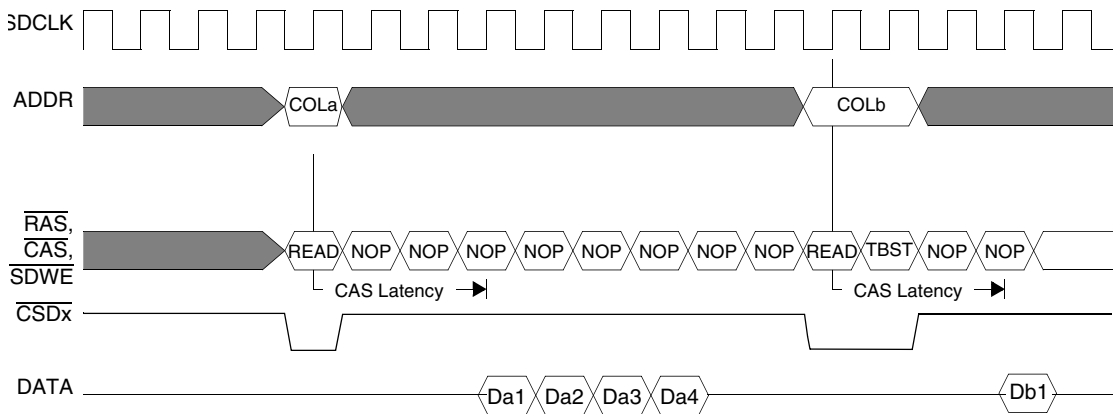 SDCLK
ADDR
COLa
COLb
RAS,
CAS,
SDWE
READ NOP NOP NOP NOP NOP NOP NOP NOP READ TBST NOP NOP
CAS Latency
CAS Latency
CSDx
DATA
Da1 Da2 Da3 Da4
Db1